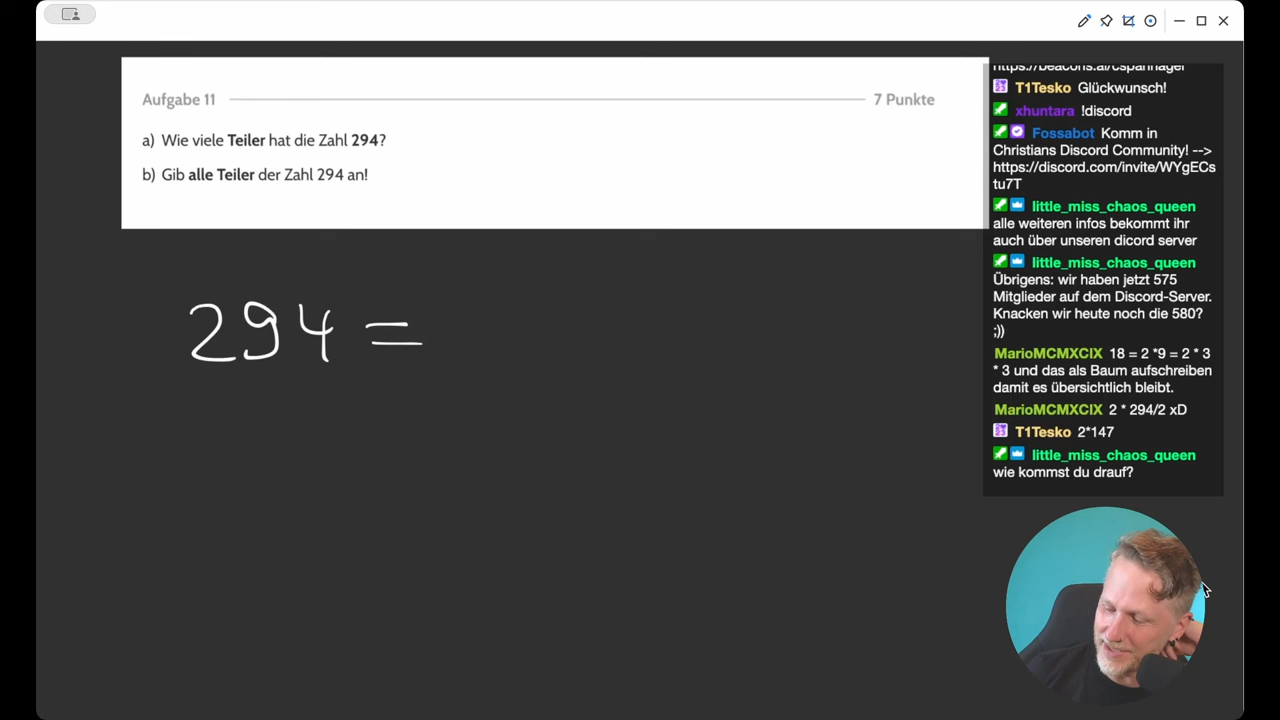 Aufgabe 11
7 Punkte
a) Wie viele Teiler hat die Zahl 294?
b) Gib alle Teiler der Zahl 294 an!
294 =
https://beacons.ai/cspannagel
T1Tesko Glückwunsch!
xhuntara !discord
Fossabot Komm in
Christians Discord Community! -->
https://discord.com/invite/WYgECs
tu7T
little_miss_chaos_queen
alle weiteren infos bekommt ihr
auch über unseren dicord server
little_miss_chaos_queen
Übrigens: wir haben jetzt 575
Mitglieder auf dem Discord-Server.
Knacken wir heute noch die 580?
;))
MarioMCMXCIX 18 = 2 *9 = 2 * 3
* 3 und das als Baum aufschreiben
damit es übersichtlich bleibt.
MarioMCMXCIX 2 * 294/2 xD
T1Tesko 2*147
little_miss_chaos_queen
wie kommst du drauf?